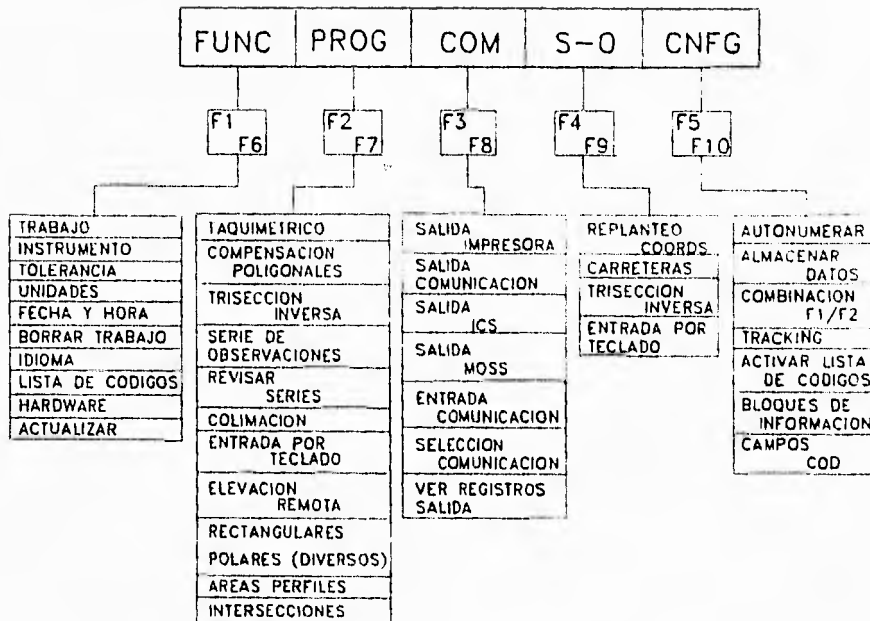 FUNC PROG COM S-O CNFG
F1 F6
F2 F7
F3 F8
F4 F9
F5 F10
TRABAJO
INSTRUMENTO
TOLERANCIA
UNIDADES
FECHA Y HORA
BORRAR TRABAJO
IDIOMA
LISTA DE CODIGOS
HARDWARE
ACTUALIZAR
TAQUIMETRICO
COMPENSACION
POLIGONALES
TRISECCION
INVERSA
SERIE DE
OBSERVACIONES
REVISAR
SERIES
COLIMACION
ENTRADA POR
TECLADO
ELEVACION
REMOTA
RECTANGULARES
POLARES (DIVERSOS)
AREAS PERFILES
INTERSECCIONES
SALIDA
IMPRESORA
SALIDA
COMUNICACION
SALIDA
ICS
SALIDA
MOSS
ENTRADA
COMUNICACION
SELECCION
COMUNICACION
VER REGISTROS
SALIDA
REPLANTEO
COORDS
CARRETERAS
TRISECCION
INVERSA
ENTRADA POR
TECLADO
AUTONUMERAR
ALMACENAR
DATOS
COMBINACION
F1/F2
TRACKING
ACTIVAR LISTA
DE CODIGOS
BLOQUES DE
INFORMACION
CAMPOS
COD